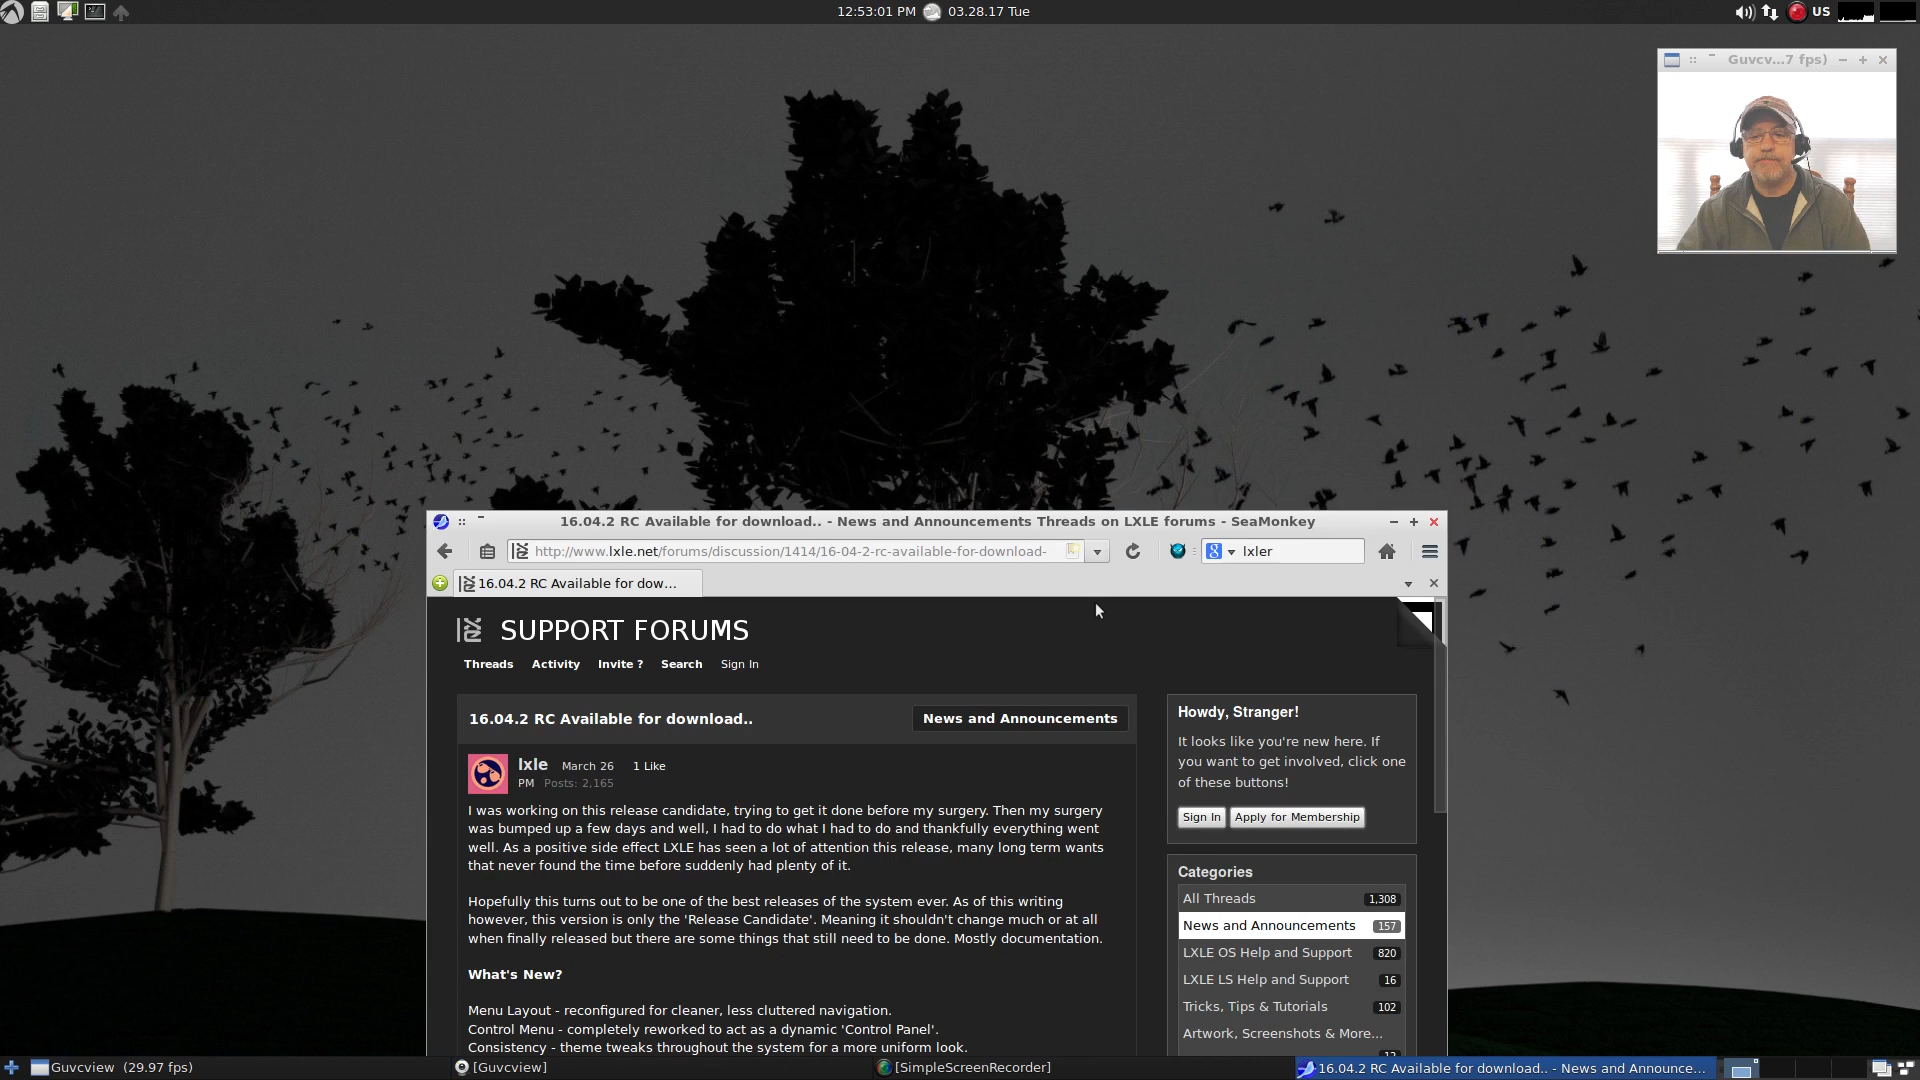 12:53:01 PM 03.28.17 Tue
US
Guvcv...7 fps)
16.04.2 RC Available for download.. - News and Announcements Threads on LXLE forums - SeaMonkey
http://www.lxle.net/forums/discussion/1414/16-04-2-rc-available-for-download-
lxler
16.04.2 RC Available for dow...
SUPPORT FORUMS
Threads Activity Invite ? Search Sign In
16.04.2 RC Available for download..
News and Announcements
lxle March 26 1 Like
PM Posts: 2,165
I was working on this release candidate, trying to get it done before my surgery. Then my surgery
was bumped up a few days and well, I had to do what I had to do and thankfully everything went
well. As a positive side effect LXLE has seen a lot of attention this release, many long term wants
that never found the time before suddenly had plenty of it.
Hopefully this turns out to be one of the best releases of the system ever. As of this writing
however, this version is only the 'Release Candidate'. Meaning it shouldn't change much or at all
when finally released but there are some things that still need to be done. Mostly documentation.
What's New?
Menu Layout - reconfigured for cleaner, less cluttered navigation.
Control Menu - completely reworked to act as a dynamic 'Control Panel'.
Consistency - theme tweaks throughout the system for a more uniform look.
Howdy, Stranger!
It looks like you're new here. If
you want to get involved, click one
of these buttons!
Sign In Apply for Membership
Categories
All Threads 1,308
News and Announcements 157
LXLE OS Help and Support 820
LXLE LS Help and Support 16
Tricks, Tips & Tutorials 102
Artwork, Screenshots & More...
Guvcview (29.97 fps)
[Guvcview]
[SimpleScreenRecorder]
16.04.2 RC Available for download.. - News and Announce...